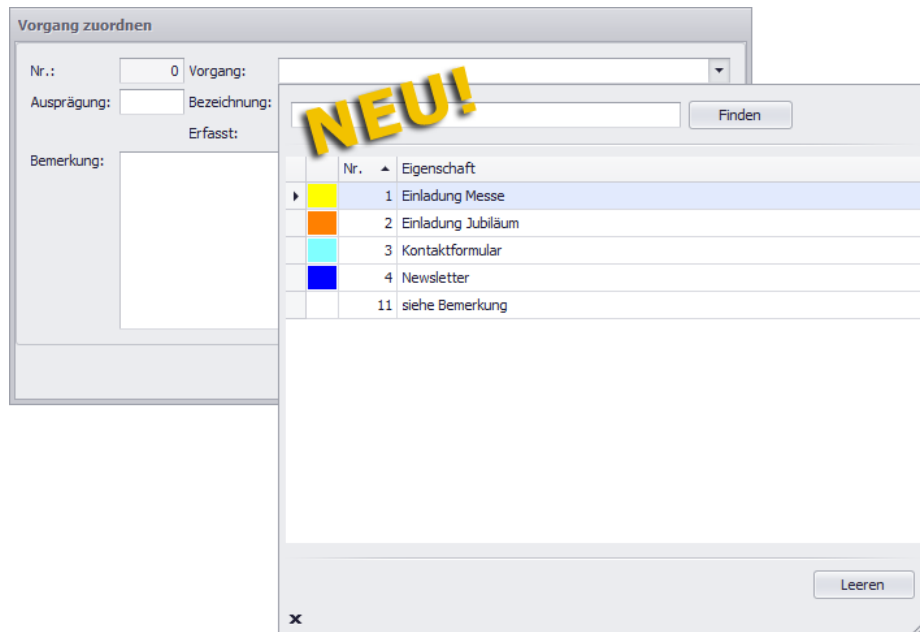 Vorgang zuordnen
Nr.: 0 Vorgang:
Ausprägung: Bezeichnung:
Erfasst:
Bemerkung:
NEU!
Finden
Nr. Eigenschaft
1 Einladung Messe
2 Einladung Jubiläum
3 Kontaktformular
4 Newsletter
11 siehe Bemerkung
Leeren
x